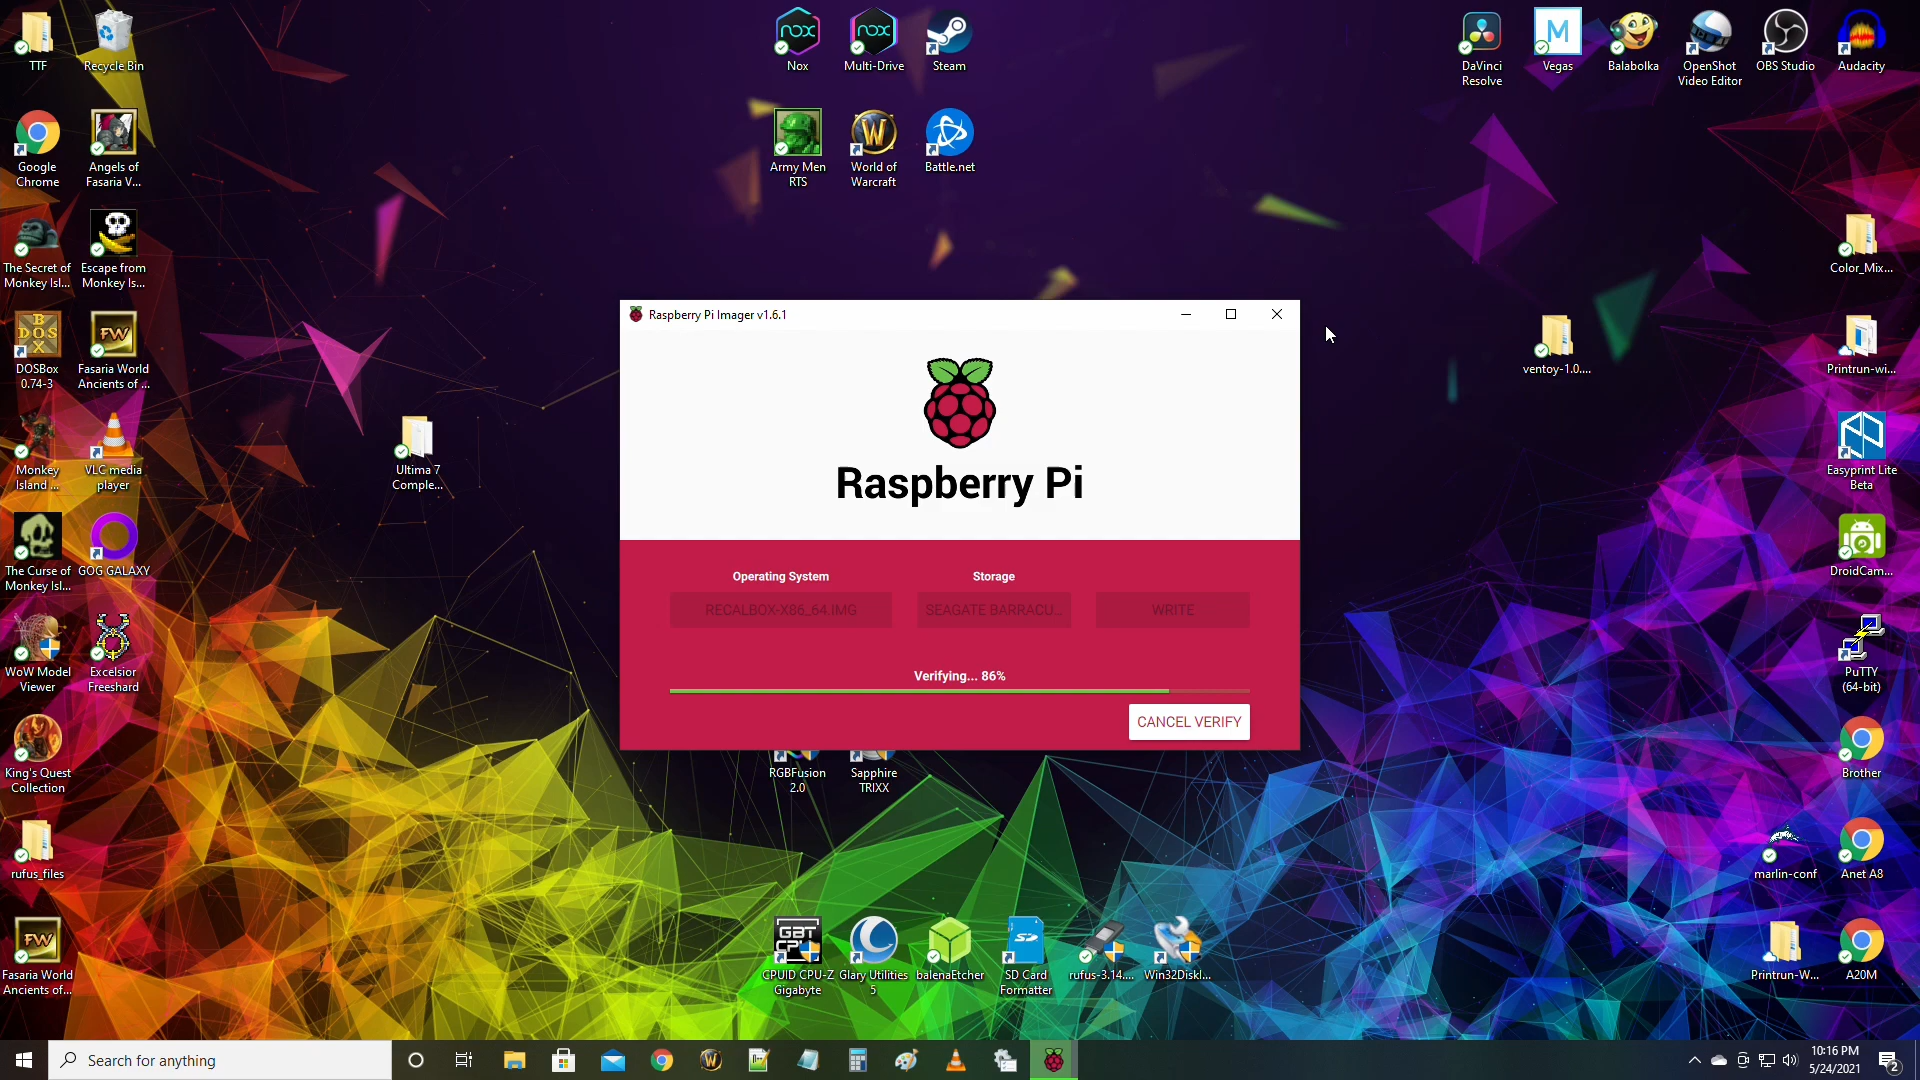 TTF
Recycle Bin
Nox
Multi-Drive
Steam
DaVinci
Resolve
Vegas
Balabolka
OpenShot
Video Editor
OBS Studio
Audacity
Google
Chrome
Angels of
Fasaria V...
Army Men
RTS
World of
Warcraft
Battle.net
The Secret of
Monkey Isl...
Escape from
Monkey Is...
Color_Mix...
DOSBox
0.74-3
Fasaria World
Ancients of ...
Raspberry Pi Imager v1.6.1
ventoy-1.0....
Printrun-wi...
Monkey
Island ...
VLC media
player
Ultima 7
Comple...
Raspberry Pi
Easyprint Lite
Beta
The Curse of
Monkey Isl...
GOG GALAXY
DroidCam...
Operating System
Storage
RECALBOX-X86_64.IMG
SEAGATE BARRACU...
WRITE
WoW Model
Viewer
Excelsior
Freeshard
Verifying... 86%
PuTTY
(64-bit)
CANCEL VERIFY
King's Quest
Collection
RGBFusion
2.0
Sapphire
TRIXX
Brother
rufus_files
marlin-conf
Anet A8
Fasaria World
Ancients of...
CPUID CPU-Z
Gigabyte
Glary Utilities
5
balenaEtcher
SD Card
Formatter
rufus-3.14....
Win32DiskI...
Printrun-W...
A20M
Search for anything
10:16 PM
5/24/2021
2